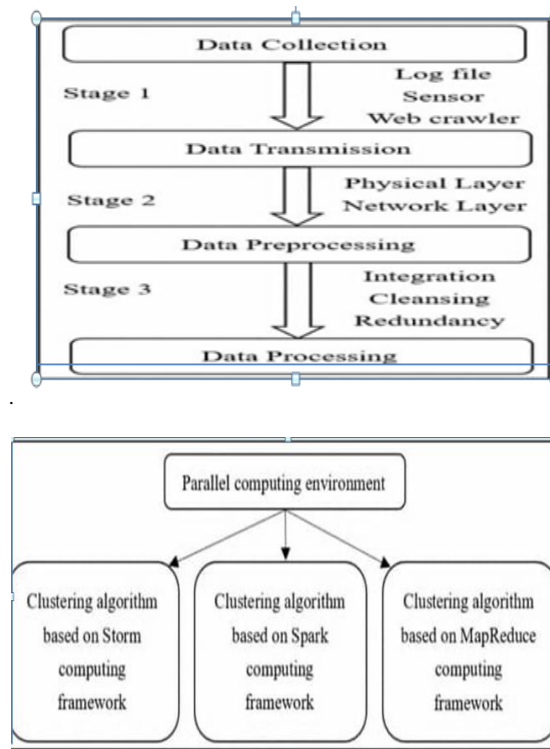 Data Collection
Stage 1
Log file
Sensor
Web crawler
Data Transmission
Stage 2
Physical Layer
Network Layer
Data Preprocessing
Stage 3
Integration
Cleansing
Redundancy
Data Processing
.
Parallel computing environment
Clustering algorithm
based on Storm
computing
framework
Clustering algorithm
based on Spark
computing
framework
Clustering algorithm
based on MapReduce
computing
framework